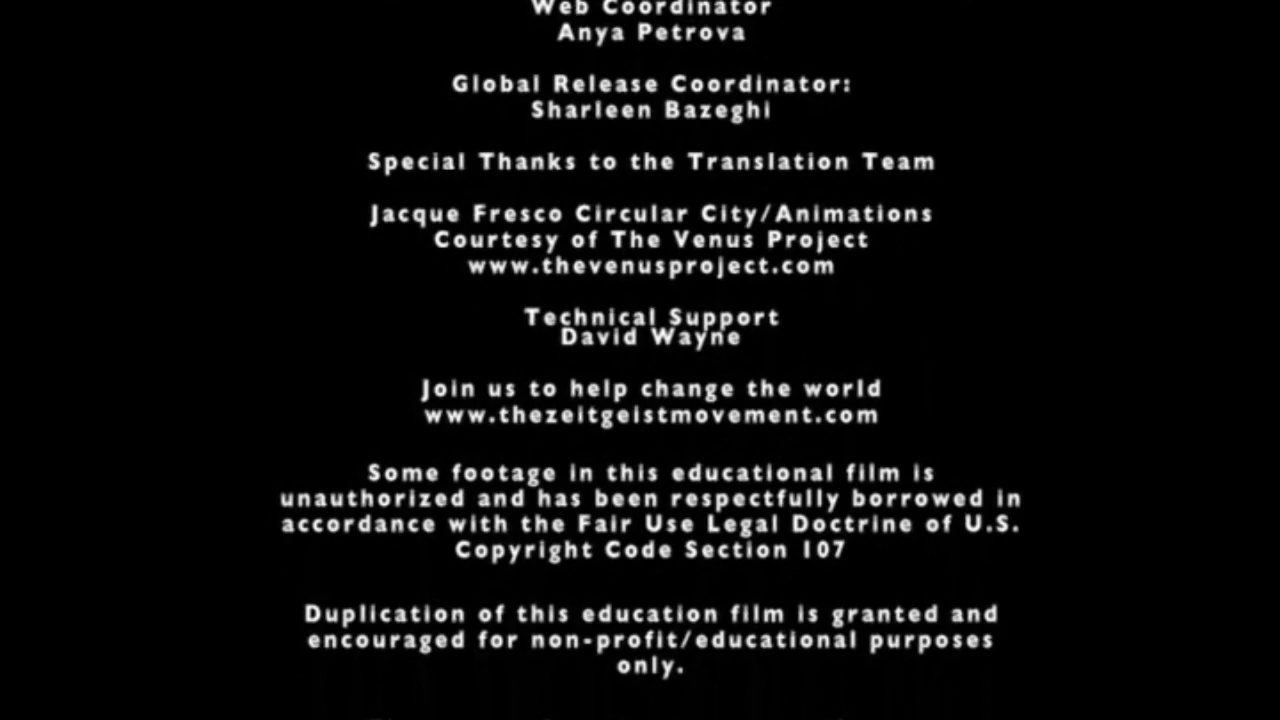 Web Coordinator
Anya Petrova
Global Release Coordinator:
Sharleen Bazeghi
Special Thanks to the Translation Team
Jacque Fresco Circular City/Animations
Courtesy of The Venus Project
www.thevenusproject.com
Technical Support
David Wayne
Join us to help change the world
www.thezeitgeistmovement.com
Some footage in this educational film is
unauthorized and has been respectfully borrowed in
accordance with the Fair Use Legal Doctrine of U.S.
Copyright Code Section 107
Duplication of this education film is granted and
encouraged for non-profit/educational purposes
only.